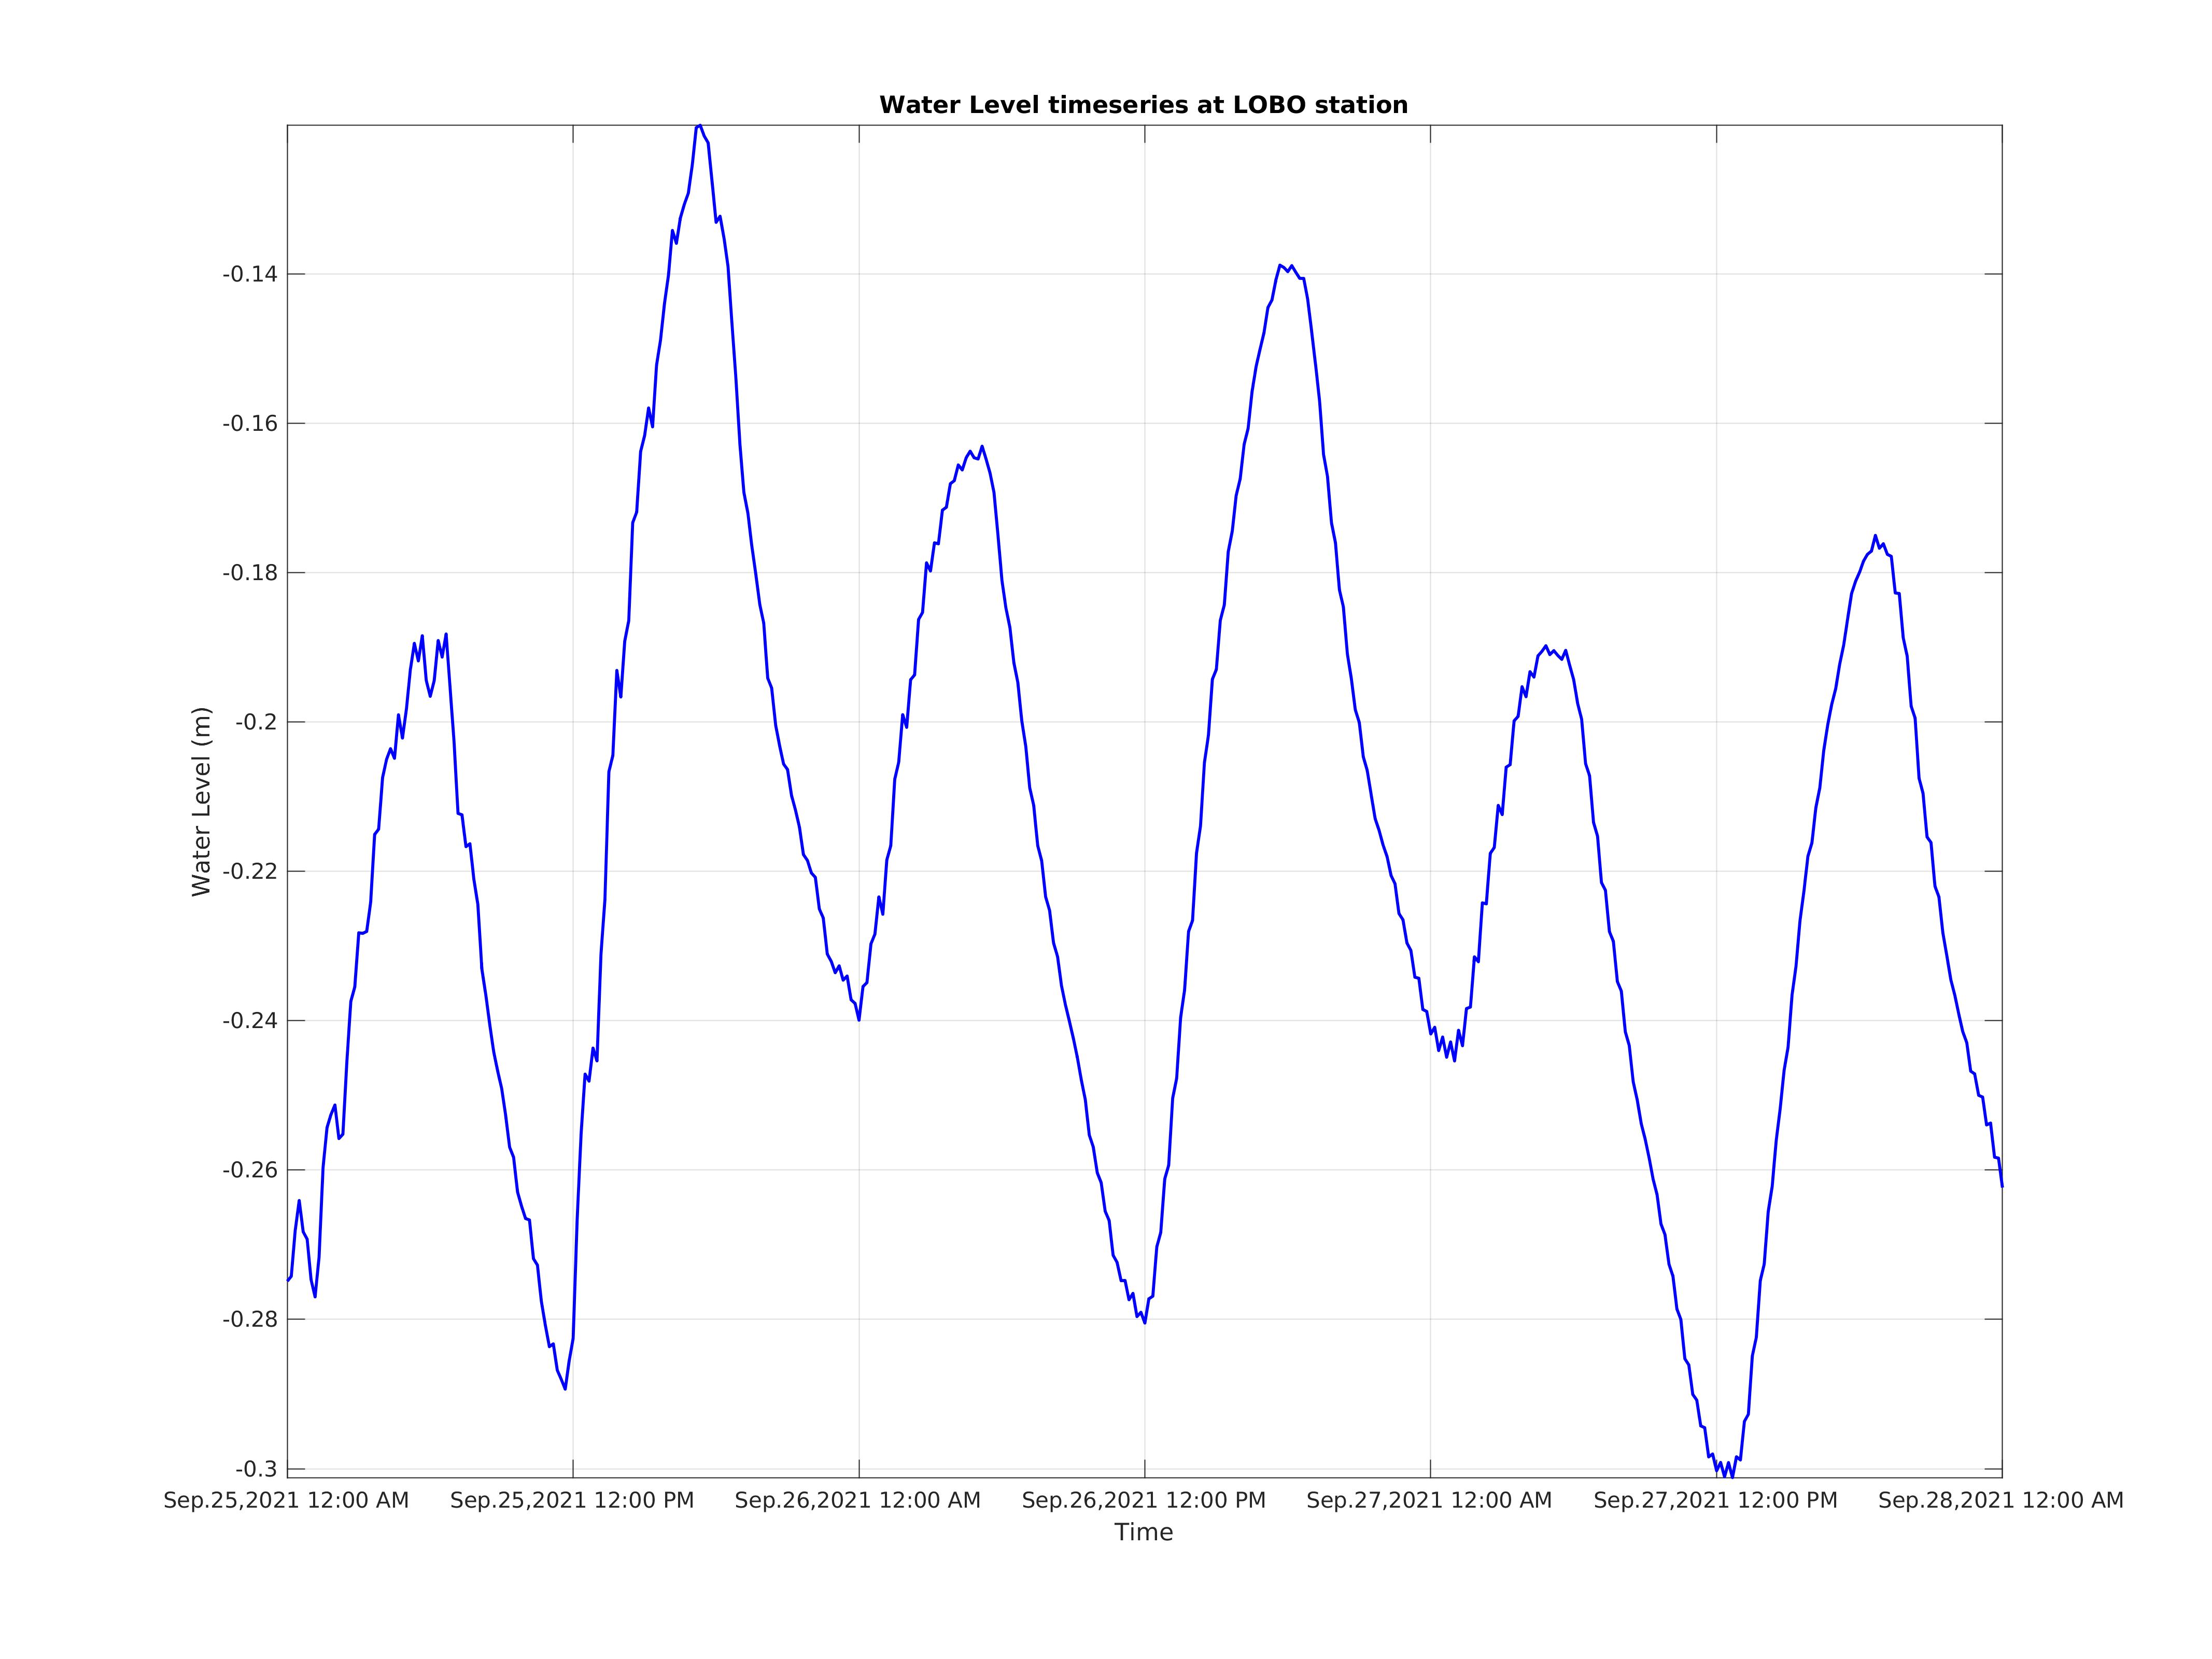 Water Level timeseries at LOBO station
-0.14
-0.16
-0.18
-0.2
-0.22
-0.24
-0.26
-0.28
-0.3
Water Level (m)
Sep.25,2021 12:00 AM
Sep.25,2021 12:00 PM
Sep.26,2021 12:00 AM
Sep.26,2021 12:00 PM
Sep.27,2021 12:00 AM
Sep.27,2021 12:00 PM
Sep.28,2021 12:00 AM
Time